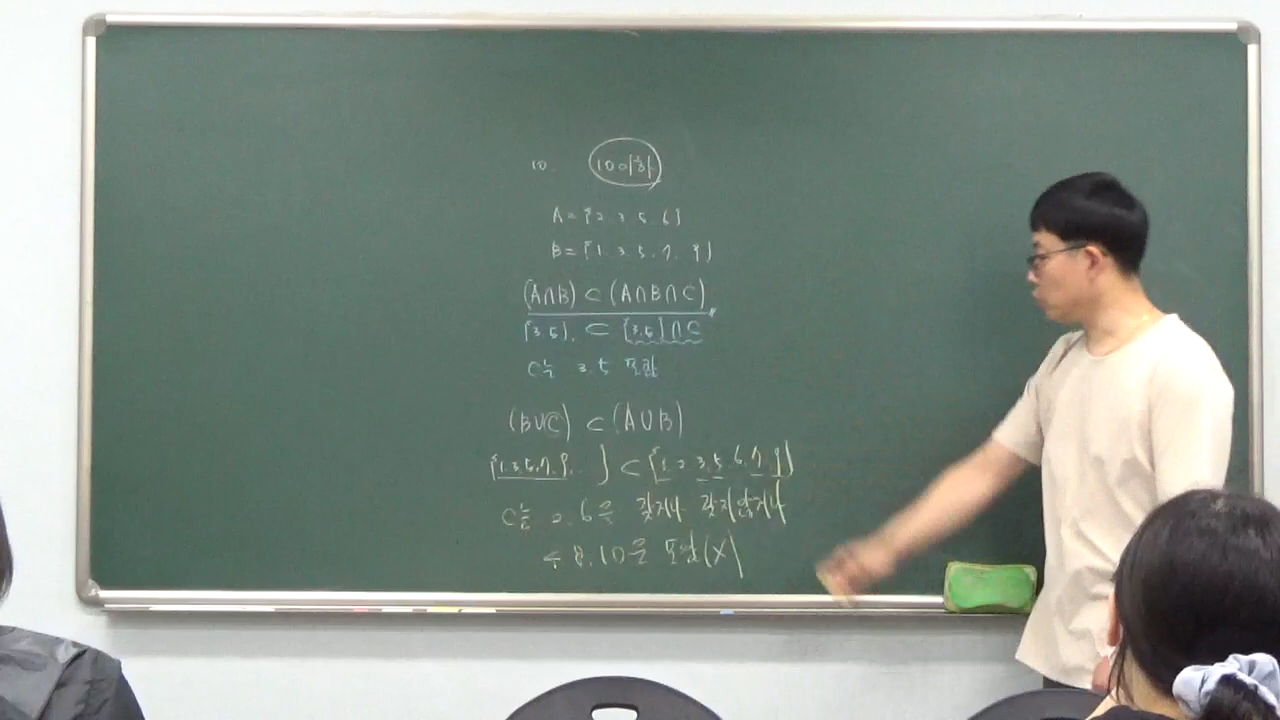 10. 10이하
A={2 3 5 6}
B={1. 3. 5. 7. 9}
(A∩B) ⊂ (A∩B∩C)
{3.5}. ⊂ {3.5}∩C
C는 3. 5 포함
(B∪C) ⊂ (A∪B)
{1.3.5.7.9. } ⊂ {1. 2. 3. 5. 6. 7. 9}
C는 2. 6은 갖거나 갖지않거나
4. 8. 10은 포함(X)